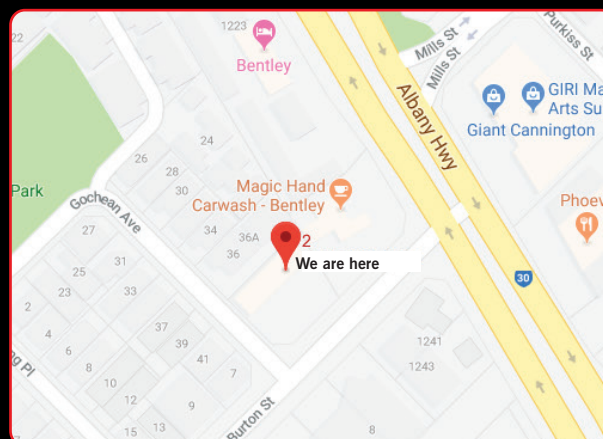 1223
22
Bentley
Mills St
Mills St
Purkiss St
Albany Hwy
GIRI Ma
Arts Su
Giant Cannington
24
26
28
30
Park
Magic Hand
Carwash - Bentley
Phoev
Gochean Ave
27
34
36A
36
2
We are here
30
25
31
23
33
2
37
4
39
6
41
8
7
10
12
9
15
13
ng Pl
Burton St
1241
1243
8